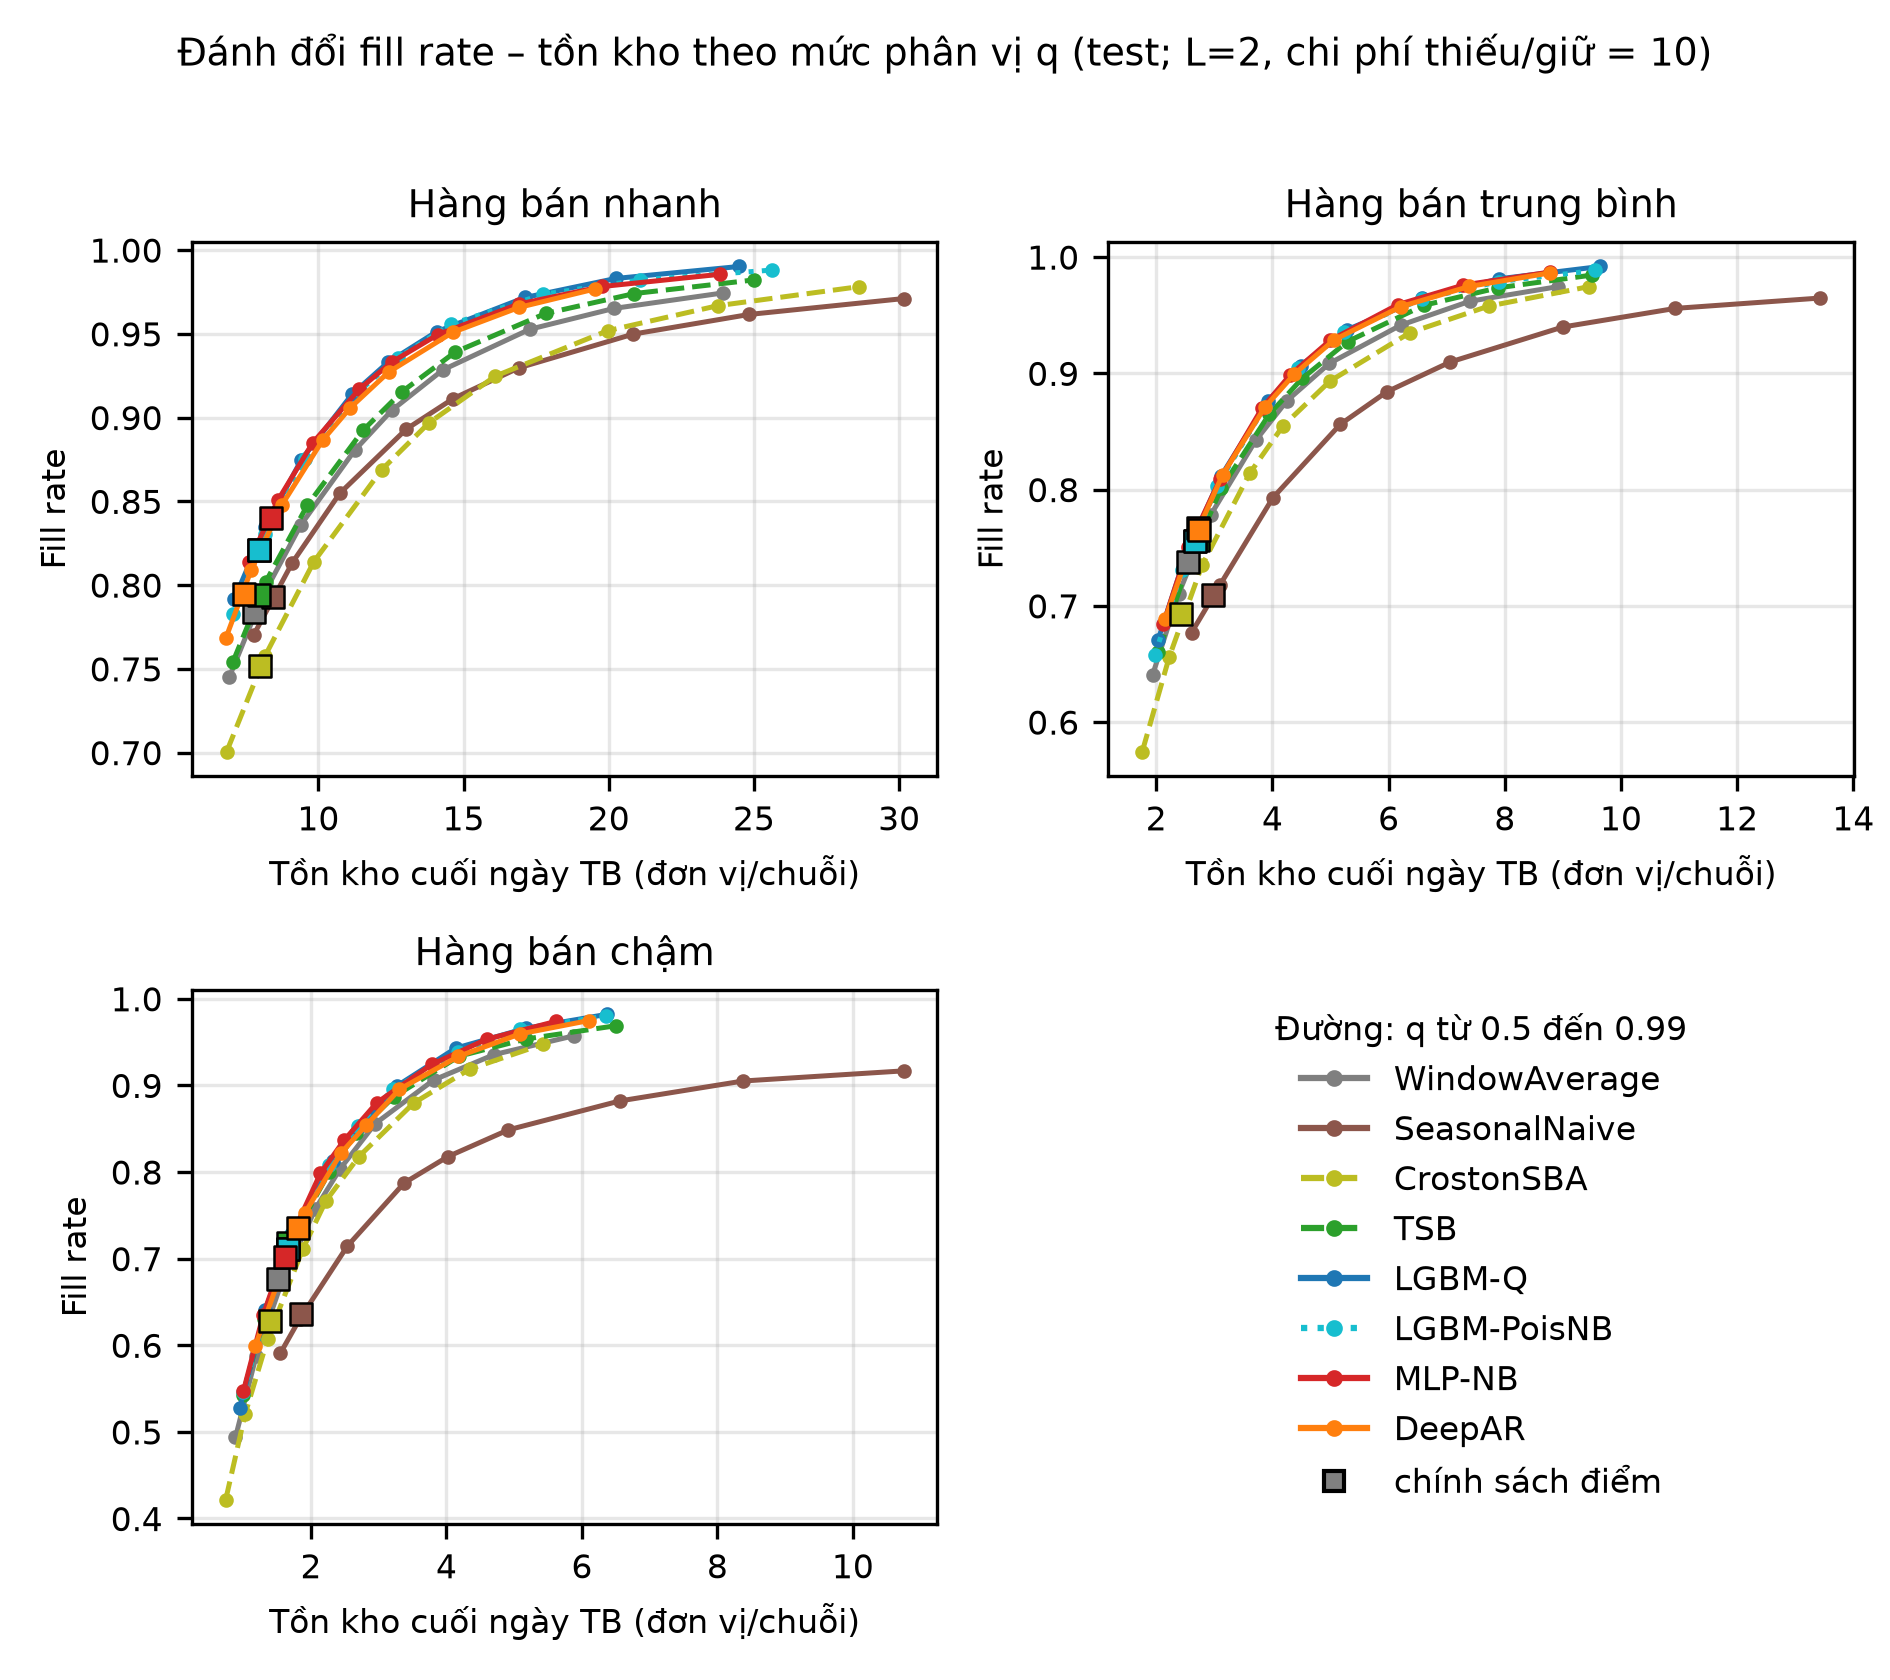 Đánh đổi fill rate – tồn kho theo mức phân vị q (test; L=2, chi phí thiếu/giữ = 10)
Hàng bán nhanh
1.00
0.95
0.90
0.85
0.80
0.75
0.70
Fill rate
10 15 20 25 30
Tồn kho cuối ngày TB (đơn vị/chuỗi)
Hàng bán trung bình
1.0
0.9
0.8
0.7
0.6
Fill rate
2 4 6 8 10 12 14
Tồn kho cuối ngày TB (đơn vị/chuỗi)
Hàng bán chậm
1.0
0.9
0.8
0.7
0.6
0.5
0.4
Fill rate
2 4 6 8 10
Tồn kho cuối ngày TB (đơn vị/chuỗi)
Đường: q từ 0.5 đến 0.99
WindowAverage
SeasonalNaive
CrostonSBA
TSB
LGBM-Q
LGBM-PoisNB
MLP-NB
DeepAR
chính sách điểm